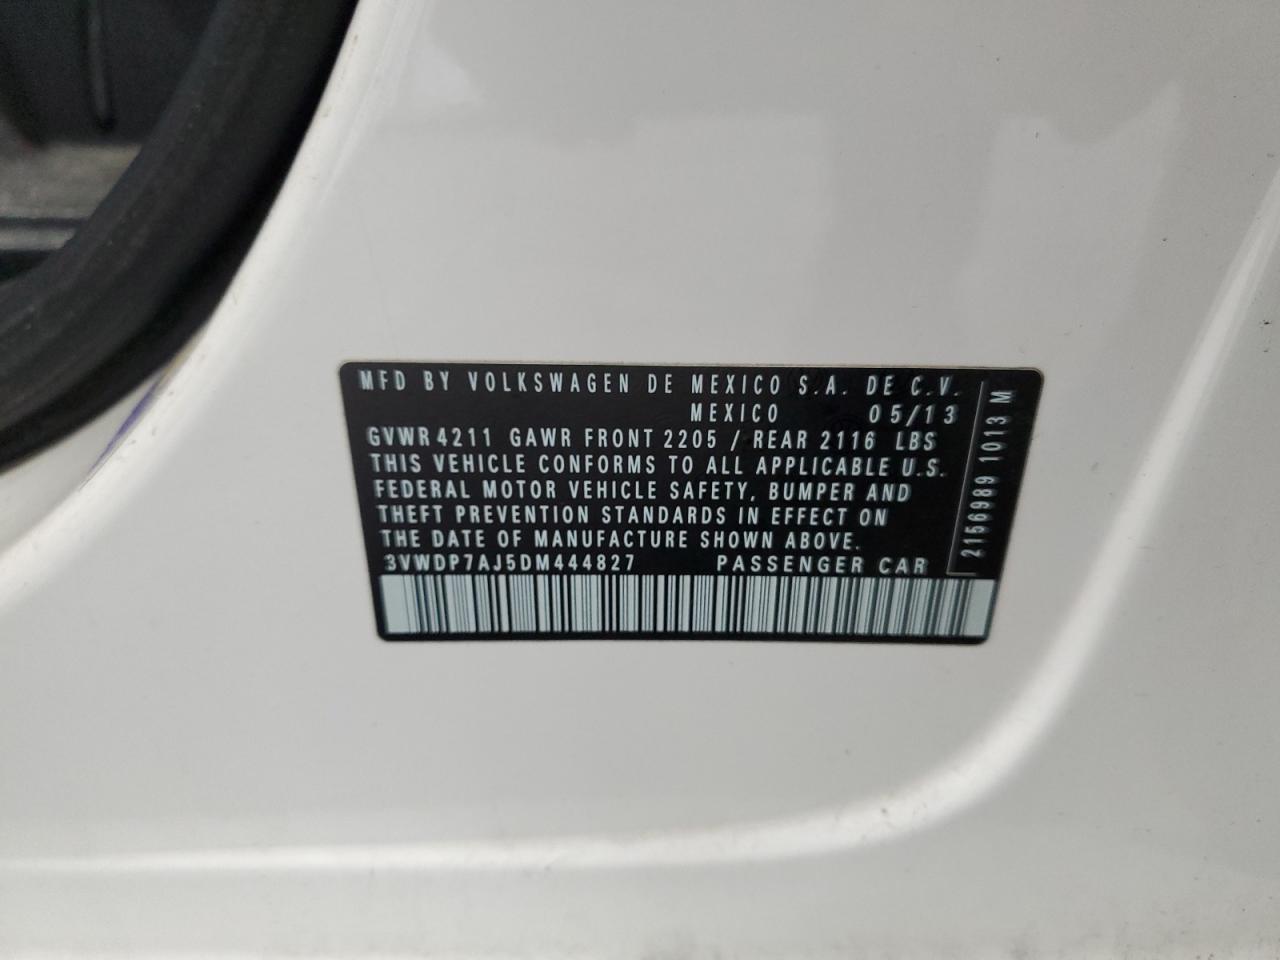 MFD BY VOLKSWAGEN DE MEXICO S.A. DE C.V.
MEXICO 05/13
GVWR 4211 GAWR FRONT 2205 / REAR 2116 LBS
THIS VEHICLE CONFORMS TO ALL APPLICABLE U.S.
FEDERAL MOTOR VEHICLE SAFETY, BUMPER AND
THEFT PREVENTION STANDARDS IN EFFECT ON
THE DATE OF MANUFACTURE SHOWN ABOVE.
3VWDP7AJ5DM444827 PASSENGER CAR
2156989 1013 M